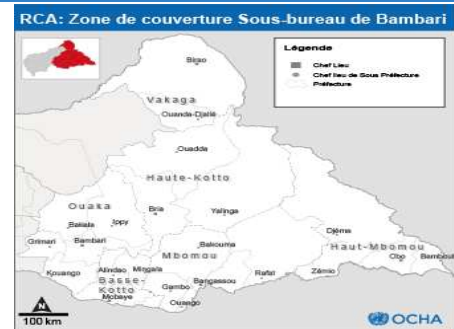 RCA: Zone de couverture Sous-bureau de Bambari
Légende
Chef Lieu
Chef lieu de Sous Préfecture
Préfecture
Birao
Vakaga
Ouanda-Djallé
Ouadda
Haute-Kotto
Ouaka
Bria
Yalinga
Ippy
Bakala
Grimari
Bambari
Bakouma
Djéma
Haut-Mbomou
Mbomou
Obo
Bambouti
Kouango
Alindao
Mingala
Zémio
Rafai
Bangassou
Basse-Kotto
Gambo
Mobaye
Ouango
N
100 km
OCHA